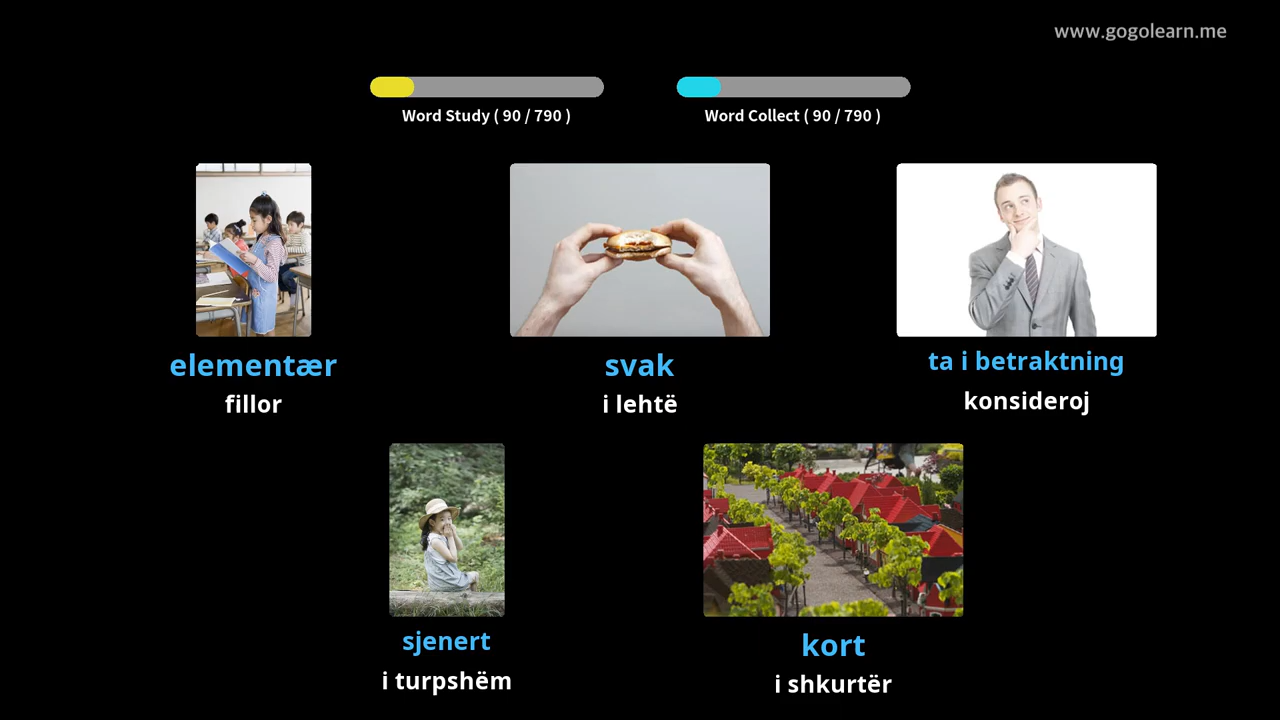 www.gogolearn.me
Word Study ( 90 / 790 )
Word Collect ( 90 / 790 )
elementær
fillor
svak
i lehtë
ta i betraktning
konsideroj
sjenert
i turpshëm
kort
i shkurtër